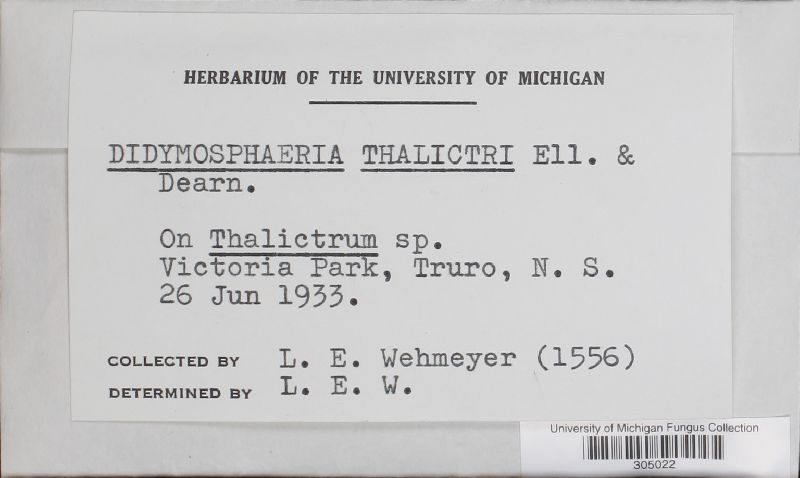 HERBARIUM OF THE UNIVERSITY OF MICHIGAN
DIDYMOSPHAERIA THALICTRI Ell. &
Dearn.
On Thalictrum sp.
Victoria Park, Truro, N. S.
26 Jun 1933.
COLLECTED BY L. E. Wehmeyer (1556)
DETERMINED BY L. E. W.
University of Michigan Fungus Collection
305022